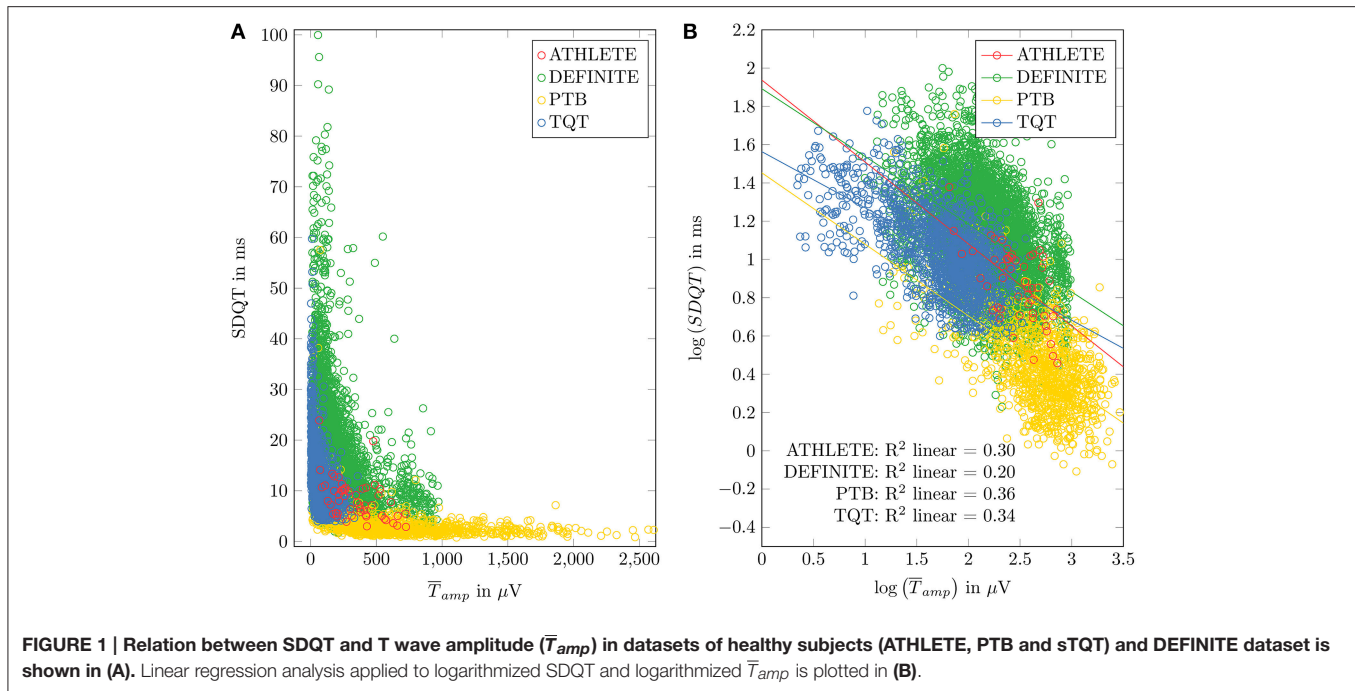 A
100
90
80
70
60
50
40
30
20
10
0
SDQT in ms
ATHLETE
DEFINITE
PTB
TQT
0 500 1,000 1,500 2,000 2,500
T̅amp in μV
B
2.2
2
1.8
1.6
1.4
1.2
1
0.8
0.6
0.4
0.2
0
−0.2
−0.4
log (SDQT) in ms
ATHLETE
DEFINITE
PTB
TQT
ATHLETE: R² linear = 0.30
DEFINITE: R² linear = 0.20
PTB: R² linear = 0.36
TQT: R² linear = 0.34
0 0.5 1 1.5 2 2.5 3 3.5
log (T̅amp) in μV
FIGURE 1 | Relation between SDQT and T wave amplitude (T̅amp) in datasets of healthy subjects (ATHLETE, PTB and sTQT) and DEFINITE dataset is
shown in (A). Linear regression analysis applied to logarithmized SDQT and logarithmized T̅amp is plotted in (B).